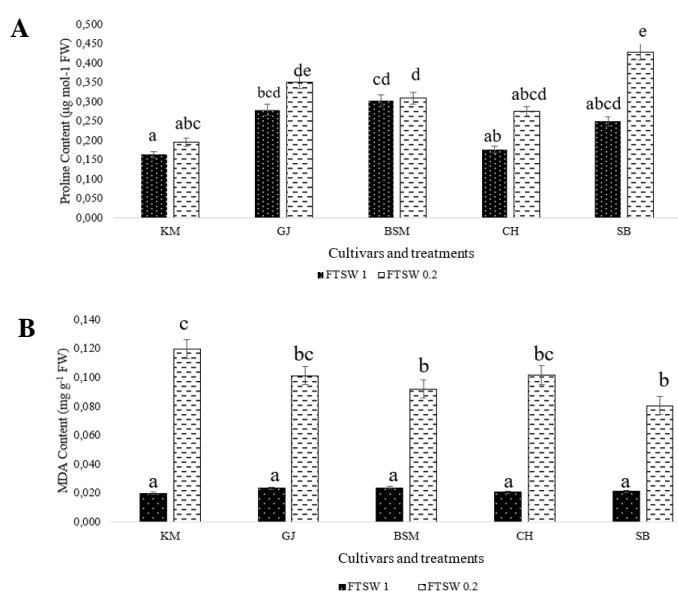 A
Proline Content (µg mol-1 FW)
0,500
0,450
0,400
0,350
0,300
0,250
0,200
0,150
0,100
0,050
0,000
a abc bcd de cd d ab abcd abcd e
KM GJ BSM CH SB
Cultivars and treatments
FTSW 1 FTSW 0.2
B
MDA Content (mg g-1 FW)
0,140
0,120
0,100
0,080
0,060
0,040
0,020
0,000
a c a bc a b a bc a b
KM GJ BSM CH SB
Cultivars and treatments
FTSW 1 FTSW 0.2